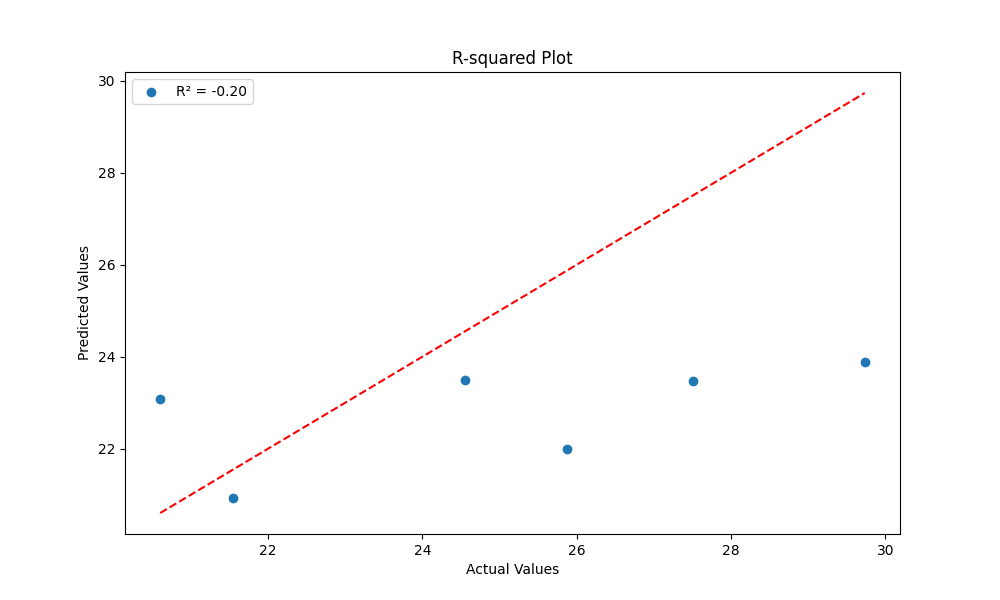 R-squared Plot
R² = -0.20
30
28
26
24
22
Predicted Values
22
24
26
28
30
Actual Values